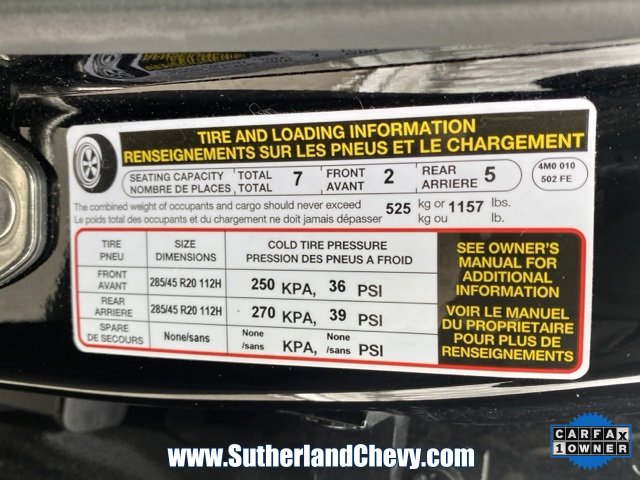 TIRE AND LOADING INFORMATION
RENSEIGNEMENTS SUR LES PNEUS ET LE CHARGEMENT
SEATING CAPACITY TOTAL 7 FRONT 2 REAR 5
NOMBRE DE PLACES TOTAL AVANT ARRIÈRE
4M0 010
502 FE
The combined weight of occupants and cargo should never exceed 525 kg or 1157 lbs.
Le poids total des occupants et du chargement ne doit jamais dépasser kg ou lb.
TIRE SIZE COLD TIRE PRESSURE
PNEU DIMENSIONS PRESSION DES PNEUS A FROID
FRONT
AVANT 285/45 R20 112H 250 KPA, 36 PSI
REAR
ARRIERE 285/45 R20 112H 270 KPA, 39 PSI
SPARE None/sans None None
DE SECOURS /sans KPA, /sans PSI
SEE OWNER'S
MANUAL FOR
ADDITIONAL
INFORMATION
VOIR LE MANUEL
DU PROPRIETAIRE
POUR PLUS DE
RENSEIGNEMENTS
www.SutherlandChevy.com
CARFAX
1 OWNER